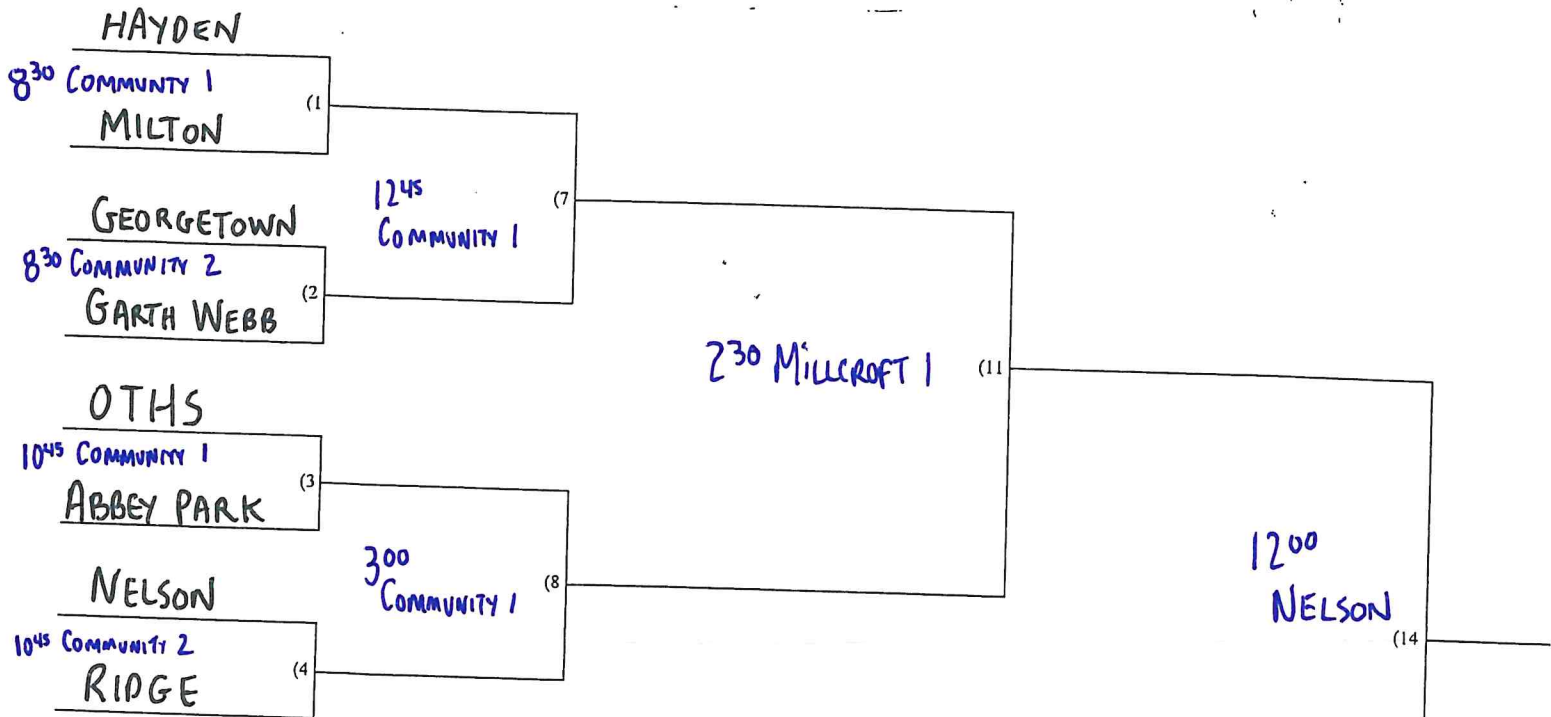 HAYDEN
830 COMMUNTY 1
(1
MILTON
GEORGETOWN
830 COMMUNITY 2
(2
GARTH WEBB
1245
COMMUNITY 1
(7
OTHS
1045 COMMUNITY 1
(3
ABBEY PARK
NELSON
1045 COMMUNITY 2
(4
RIDGE
300
COMMUNITY 1
(8
230 MILLCROFT 1
(11
1200
NELSON
(14